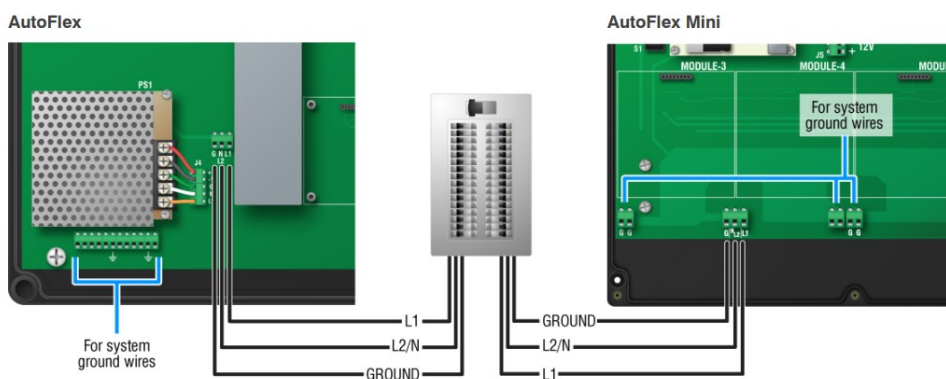 AutoFlex
AutoFlex Mini
PS1
J4
G N L1
L2
For system
ground wires
L1
L2/N
GROUND
S1
J5
+ 12V
MODULE-3
MODULE-4
For system
ground wires
G G
G N L2 L1
G G
GROUND
L2/N
L1